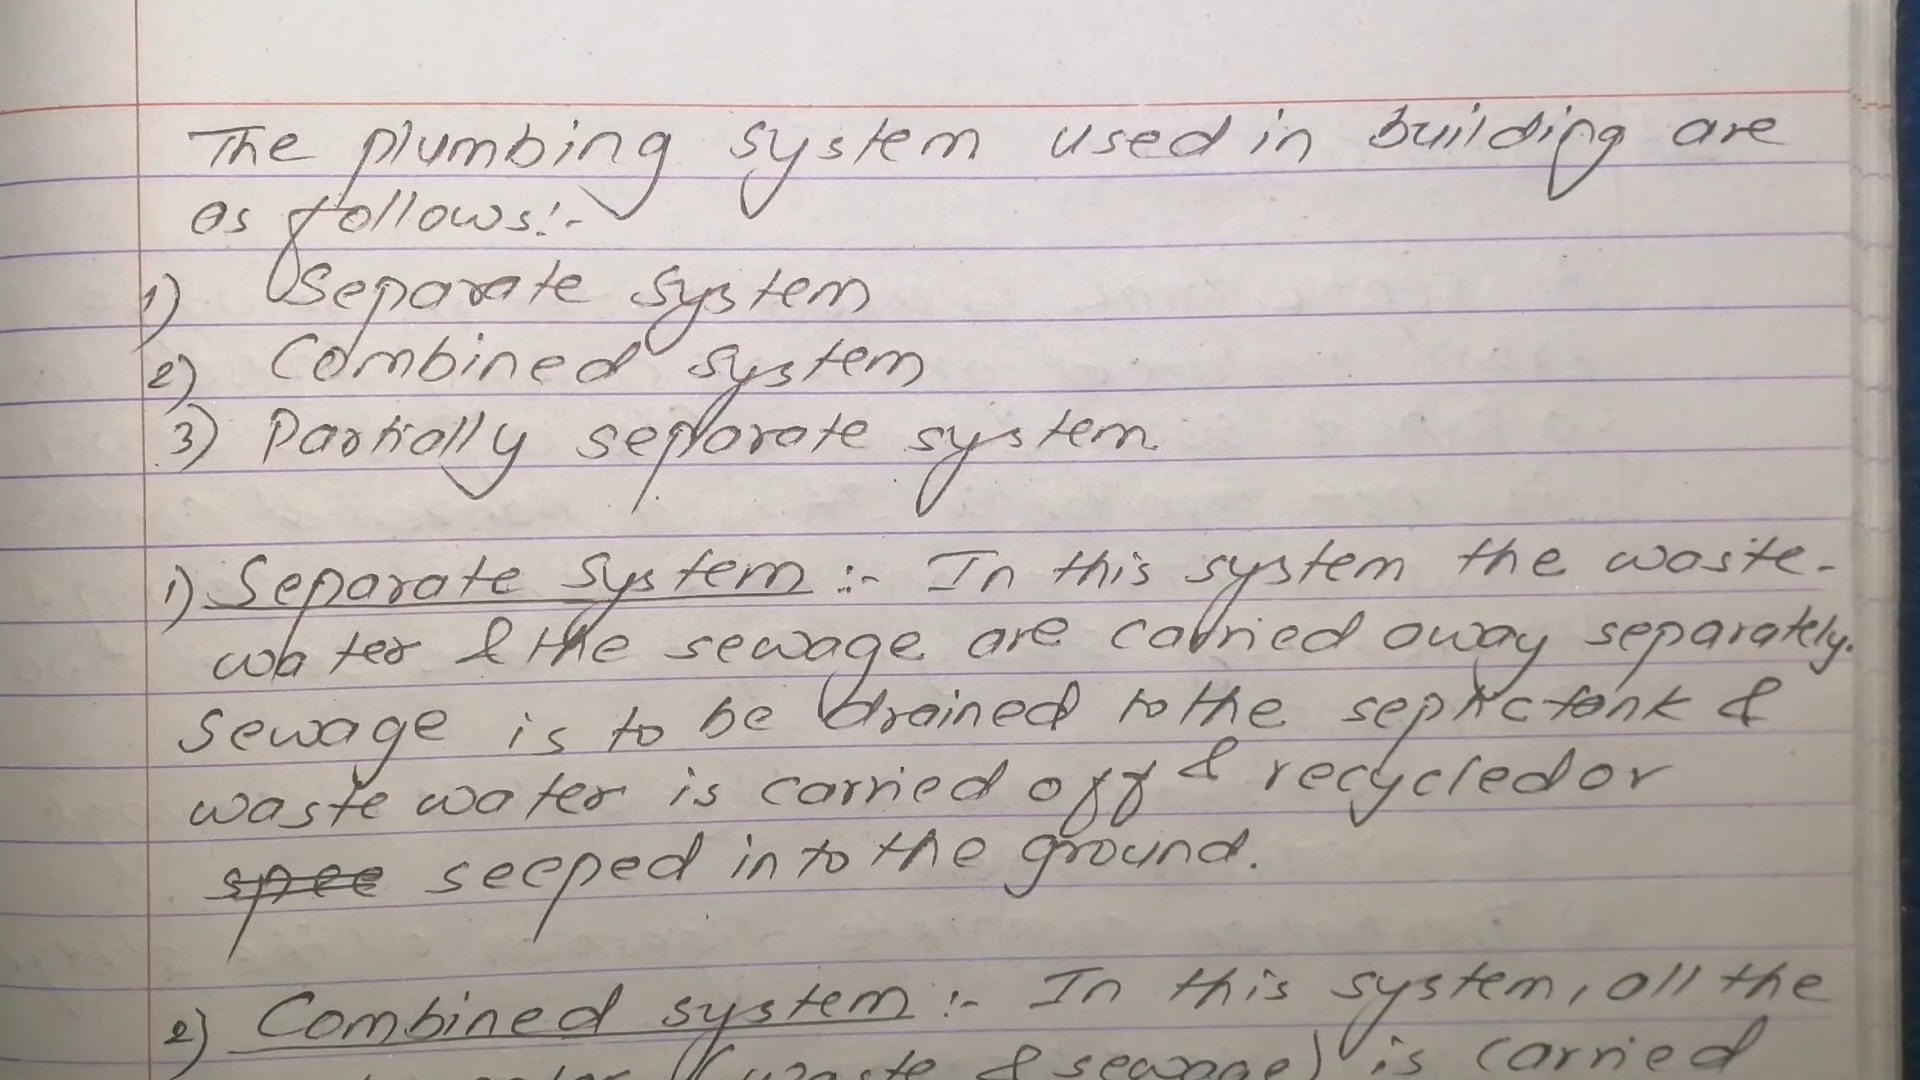 The plumbing system used in building are
as follows:-
1) Separate system
2) Combined system
3) Partially separate system.
1) Separate system :- In this system the waste-
water & the sewage are carried away separately.
Sewage is to be drained to the septic tank &
waste water is carried off & recycled or
spee seeped into the ground.
2) Combined system :- In this system, all the
(waste & sewage) is carried